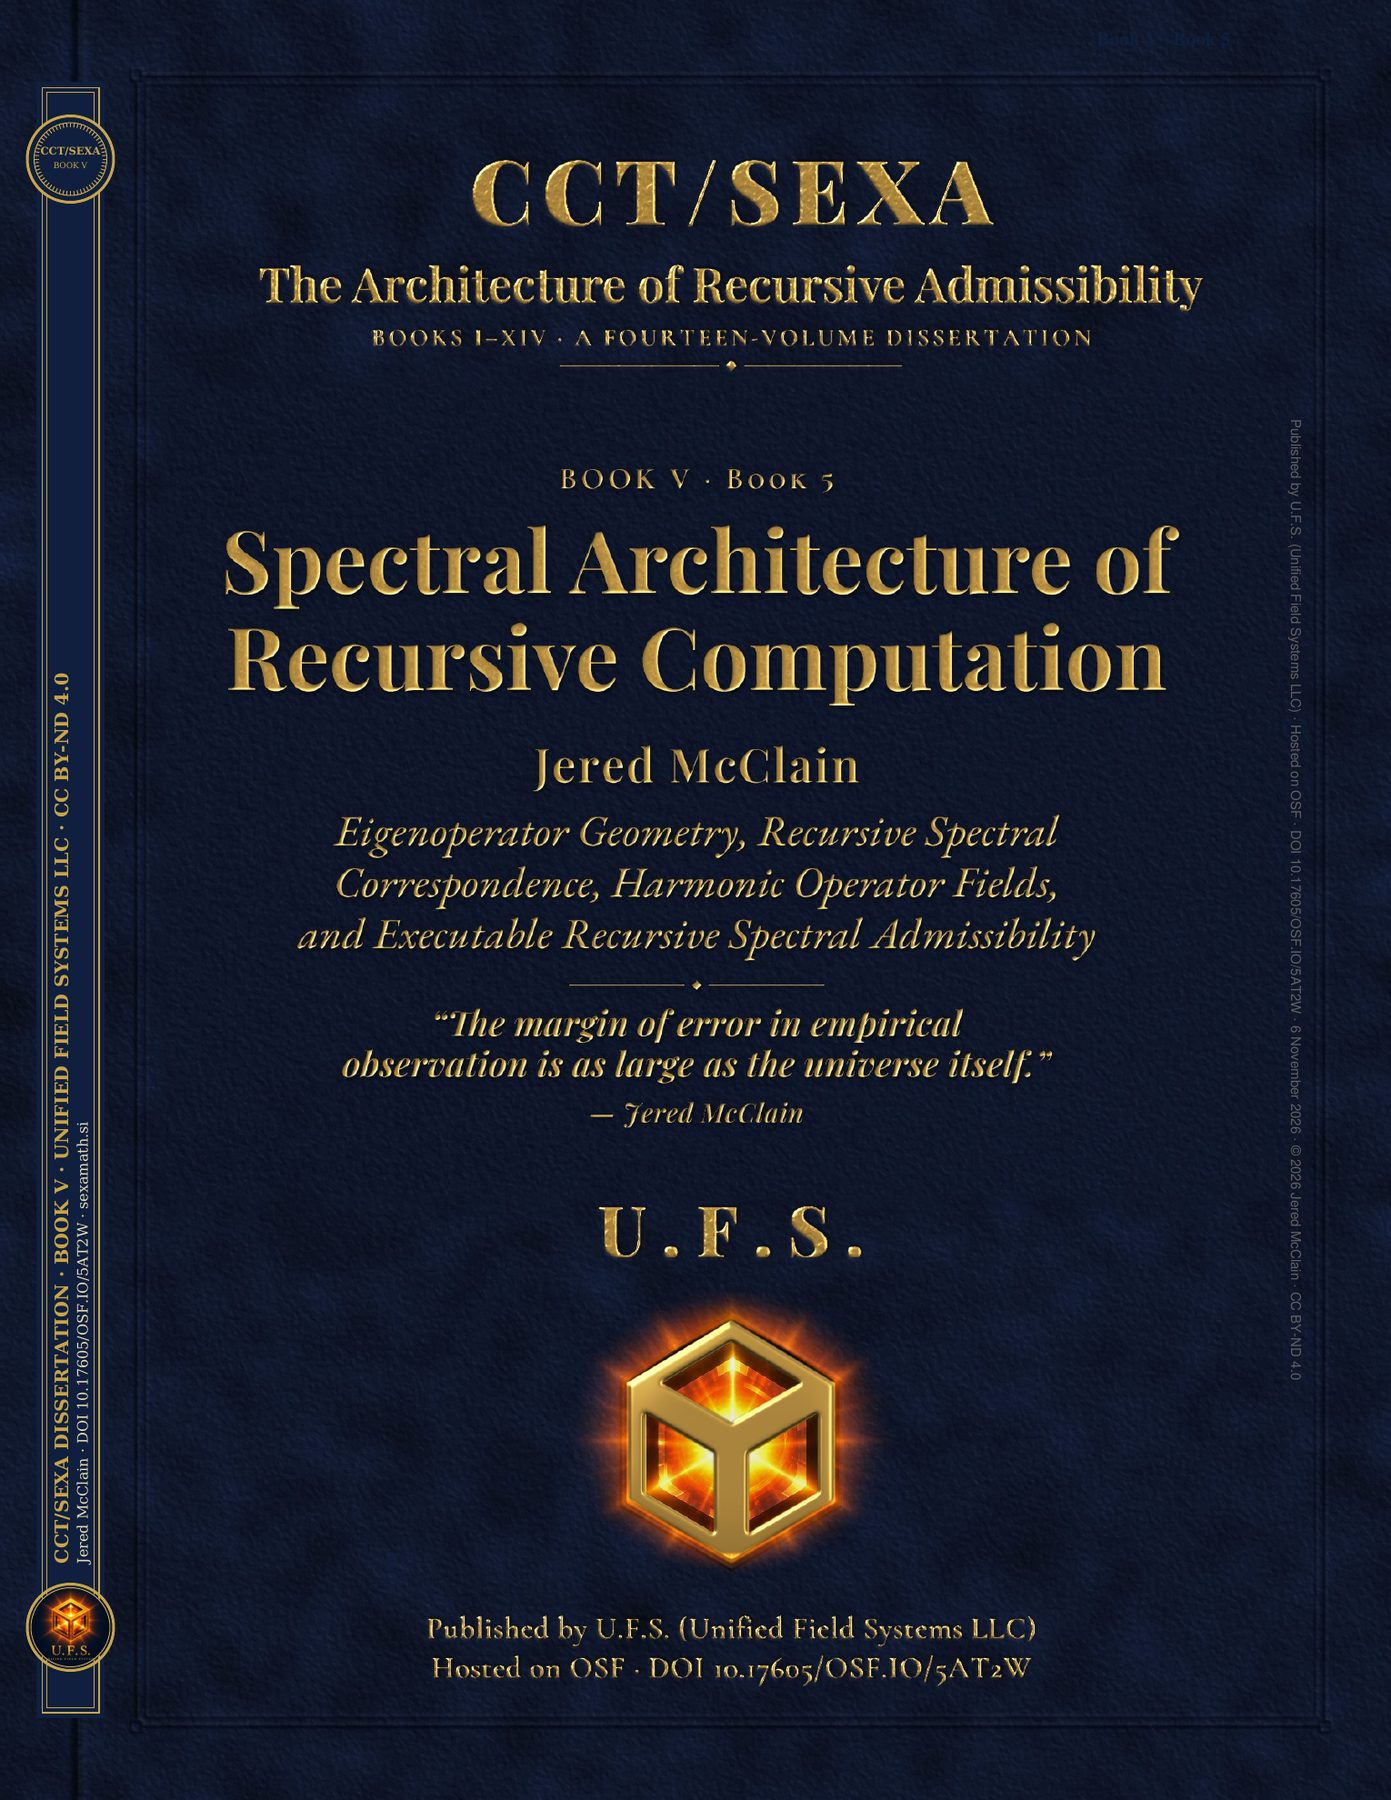 Book V · Book 5
CCT/SEXA
The Architecture of Recursive Admissibility
BOOKS I–XIV · A FOURTEEN-VOLUME DISSERTATION
BOOK V · Book 5
Spectral Architecture of
Recursive Computation
Jered McClain
Eigenoperator Geometry, Recursive Spectral
Correspondence, Harmonic Operator Fields,
and Executable Recursive Spectral Admissibility
“The margin of error in empirical
observation is as large as the universe itself.”
— Jered McClain
U.F.S.
Published by U.F.S. (Unified Field Systems LLC)
Hosted on OSF · DOI 10.17605/OSF.IO/5AT2W
CCT/SEXA
BOOK V
CCT/SEXA DISSERTATION · BOOK V · UNIFIED FIELD SYSTEMS LLC · CC BY-ND 4.0
Jered McClain · DOI 10.17605/OSF.IO/5AT2W · sexamath.si
U.F.S.
Published by U.F.S. (Unified Field Systems LLC) · Hosted on OSF · DOI 10.17605/OSF.IO/5AT2W · 6 November 2026 · © 2026 Jered McClain · CC BY-ND 4.0